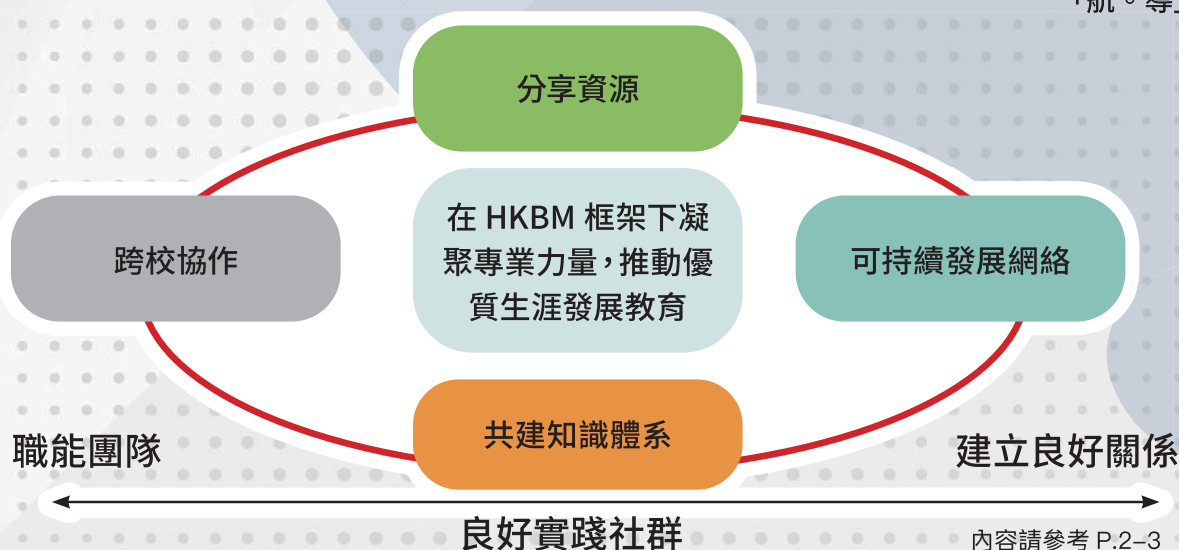 「航。導
分享資源
在 HKBM 框架下凝
聚專業力量，推動優
質生涯發展教育
跨校協作
可持續發展網絡
共建知識體系
職能團隊
建立良好關係
良好實踐社群
內容請參考 P.2–3